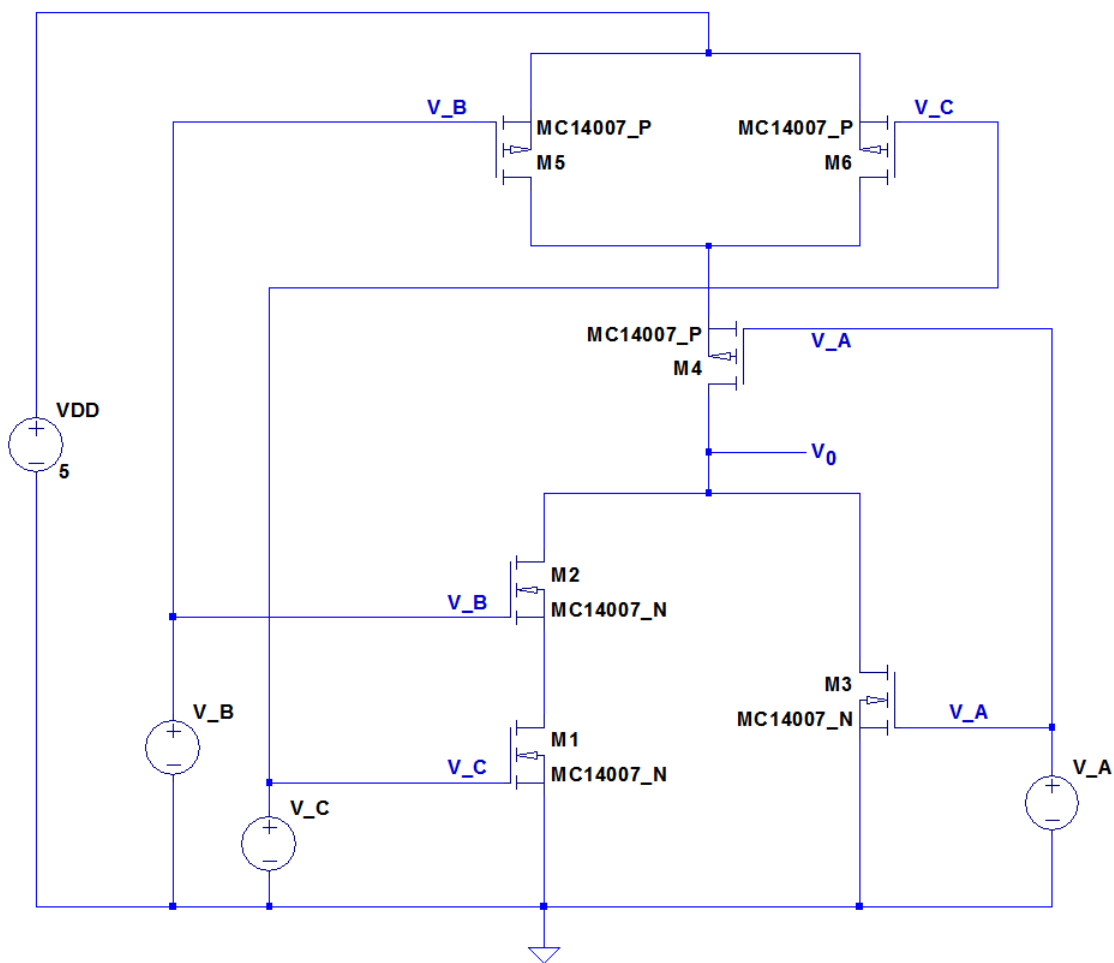 V_B
V_C
MC14007_P
M5
MC14007_P
M6
MC14007_P
M4
V_A
VDD
5
V0
M2
MC14007_N
V_B
M3
MC14007_N
V_A
V_B
M1
MC14007_N
V_C
V_A
V_C